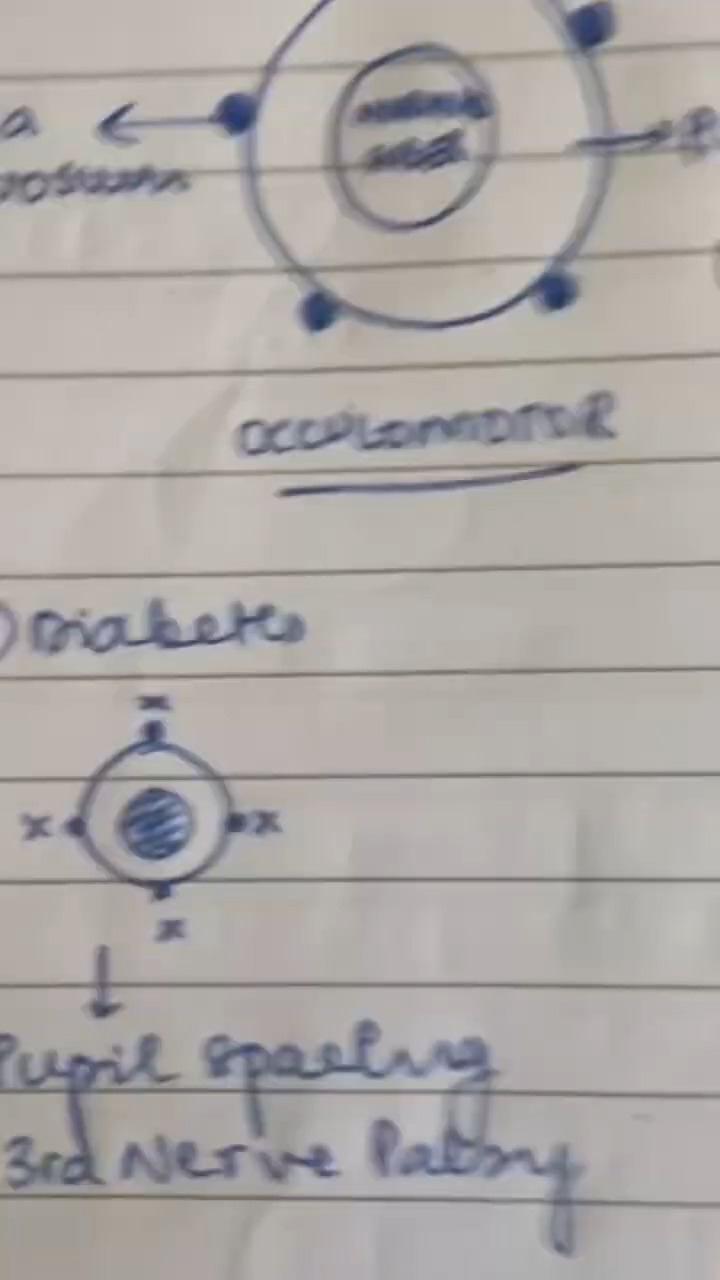 a
OCCULOMOTOR
Diabetes
x
x x
x
Pupil Sparing
3rd Nerve Palsy